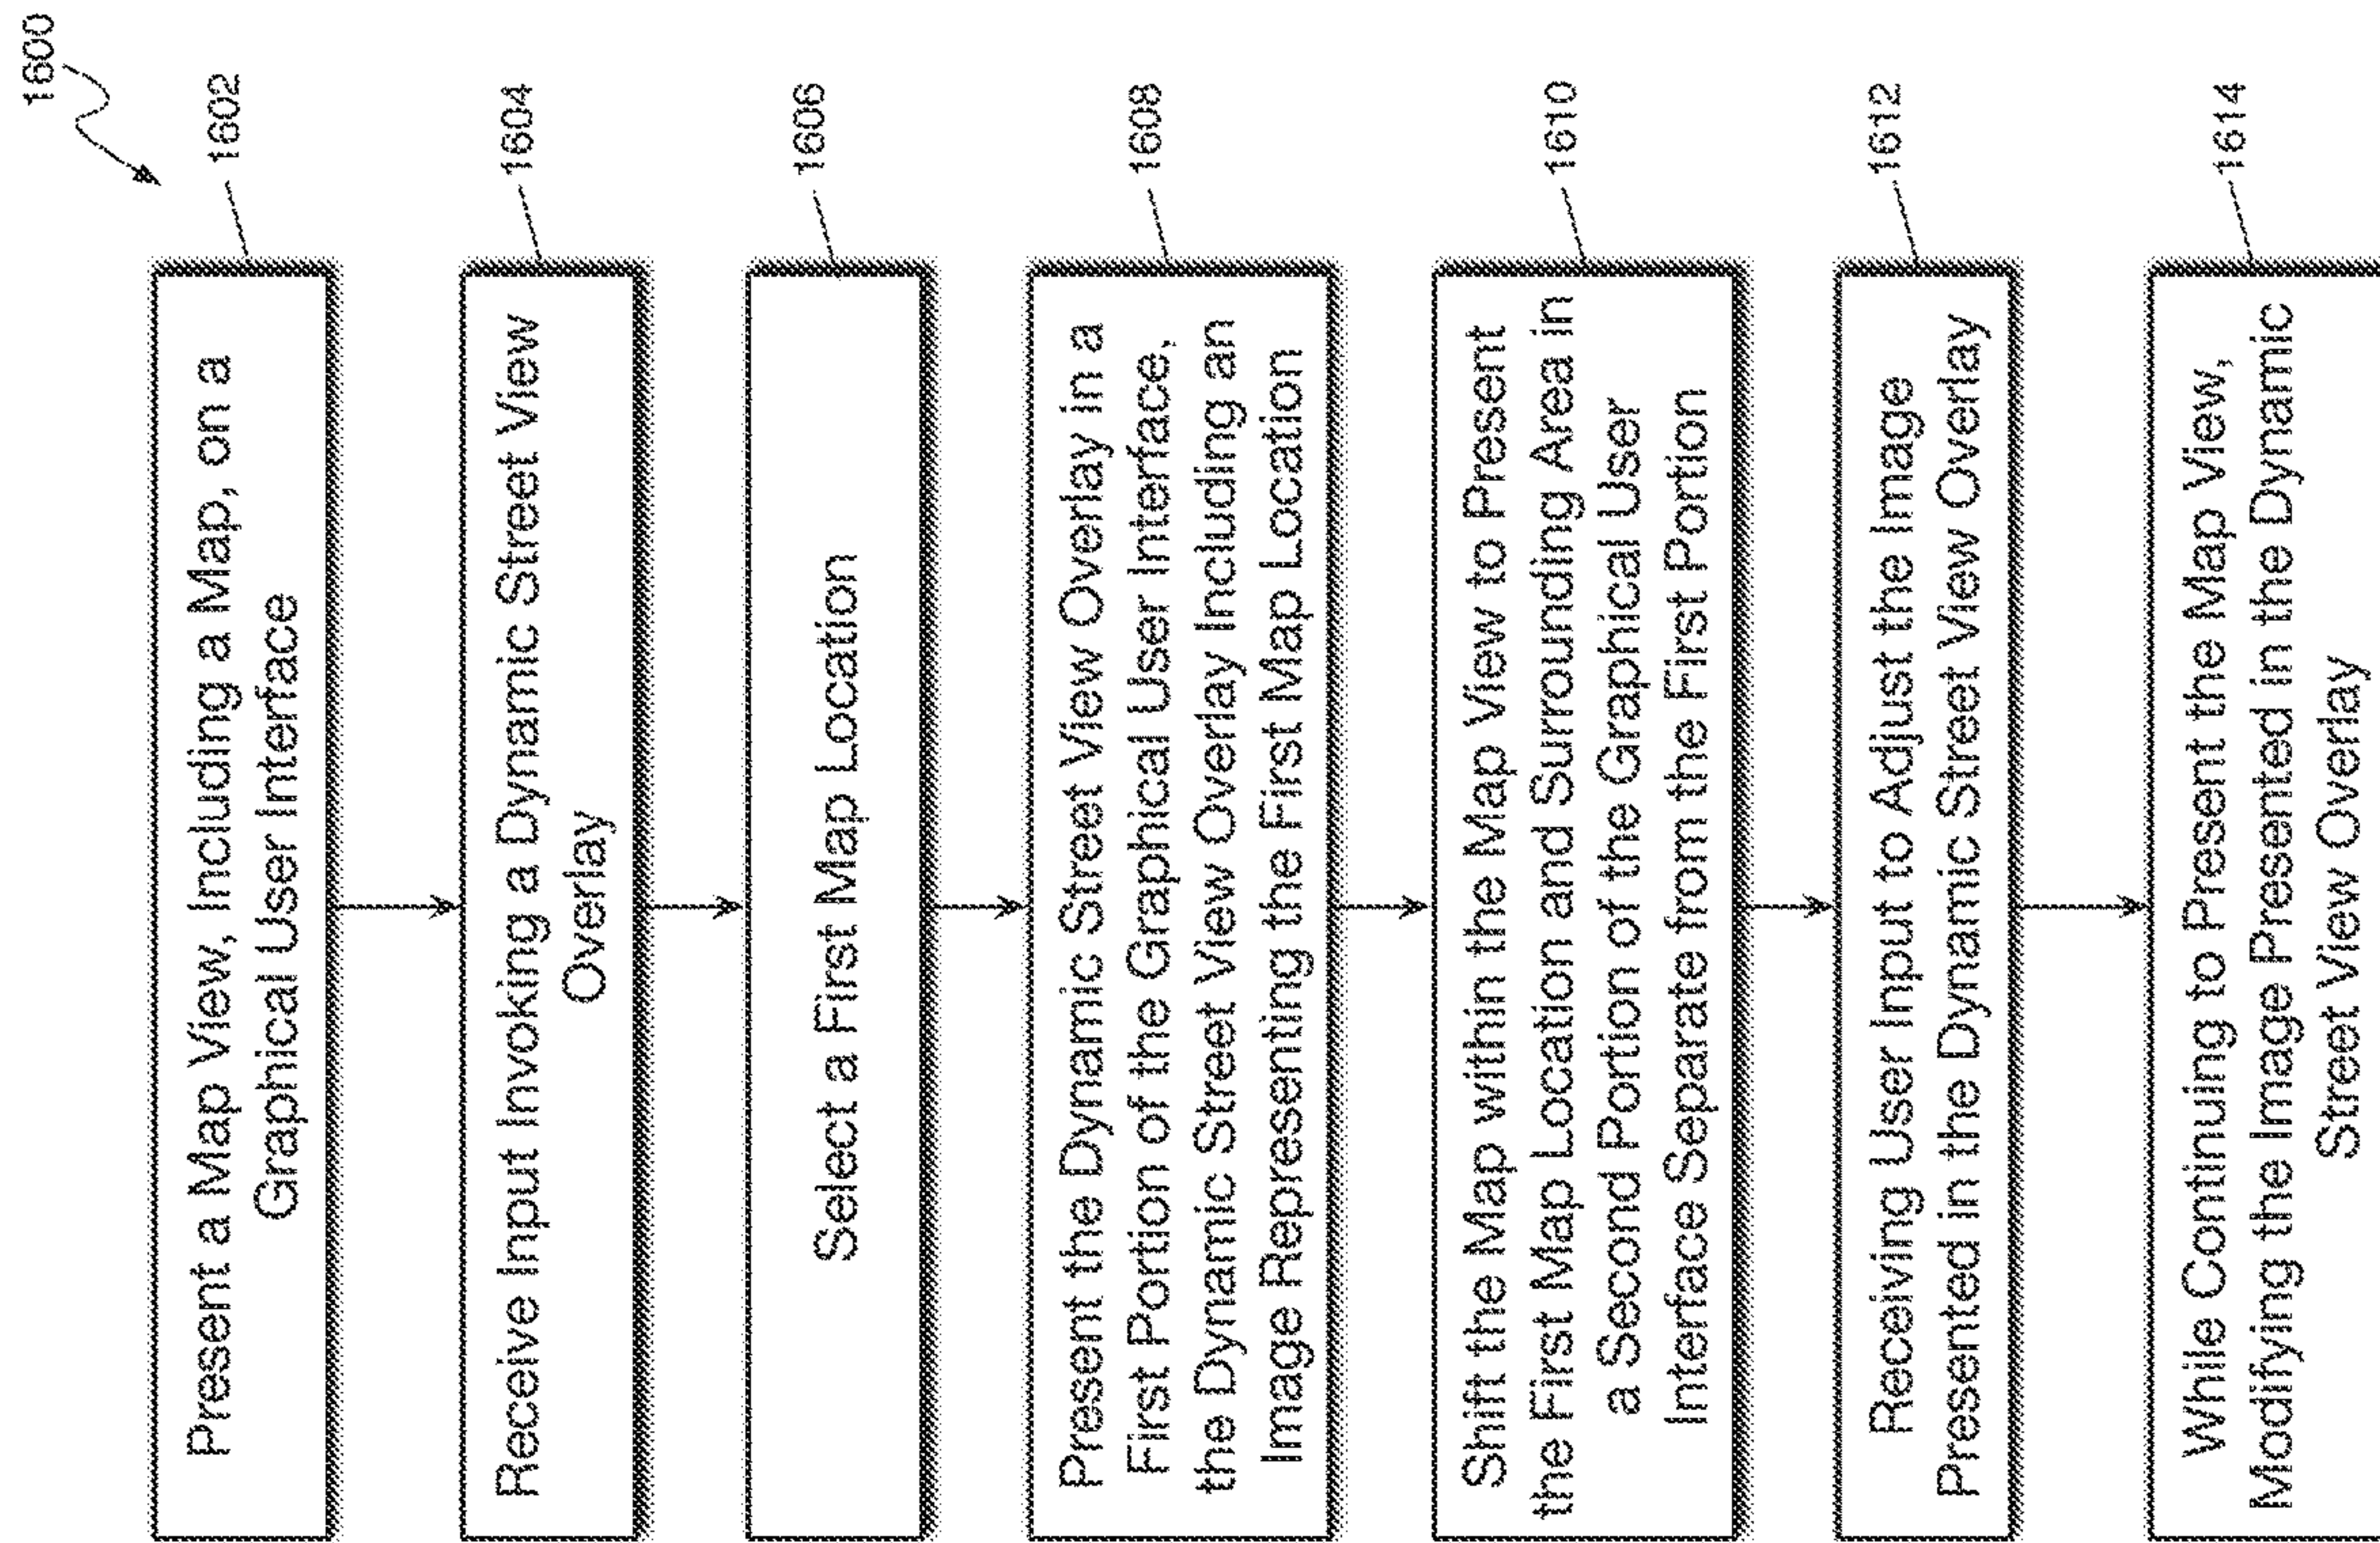 1600
1602
Present a Map View, Including a Map, on a
Graphical User Interface
1604
Receive Input Invoking a Dynamic Street View
Overlay
1606
Select a First Map Location
1608
Present the Dynamic Street View Overlay in a
First Portion of the Graphical User Interface,
the Dynamic Street View Overlay Including an
Image Representing the First Map Location
1610
Shift the Map within the Map View to Present
the First Map Location and Surrounding Area in
a Second Portion of the Graphical User
Interface Separate from the First Portion
1612
Receiving User Input to Adjust the Image
Presented in the Dynamic Street View Overlay
1614
While Continuing to Present the Map View,
Modifying the Image Presented in the Dynamic
Street View Overlay